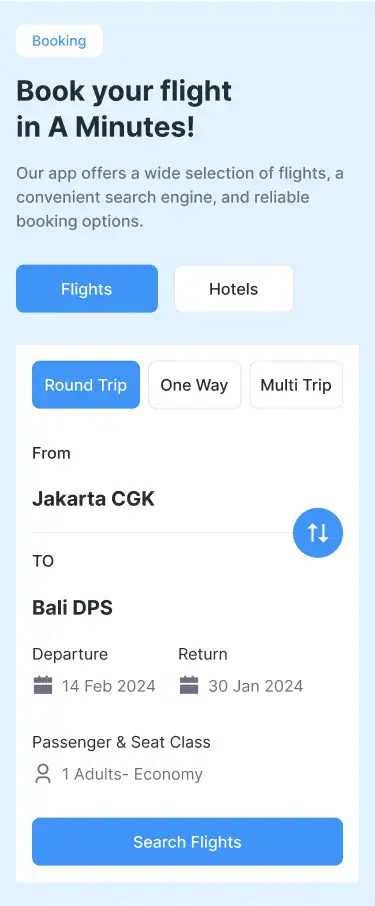 Booking
Book your flight
in A Minutes!
Our app offers a wide selection of flights, a
convenient search engine, and reliable
booking options.
Flights
Hotels
Round Trip
One Way
Multi Trip
From
Jakarta CGK
TO
Bali DPS
Departure
Return
14 Feb 2024
30 Jan 2024
Passenger & Seat Class
1 Adults- Economy
Search Flights